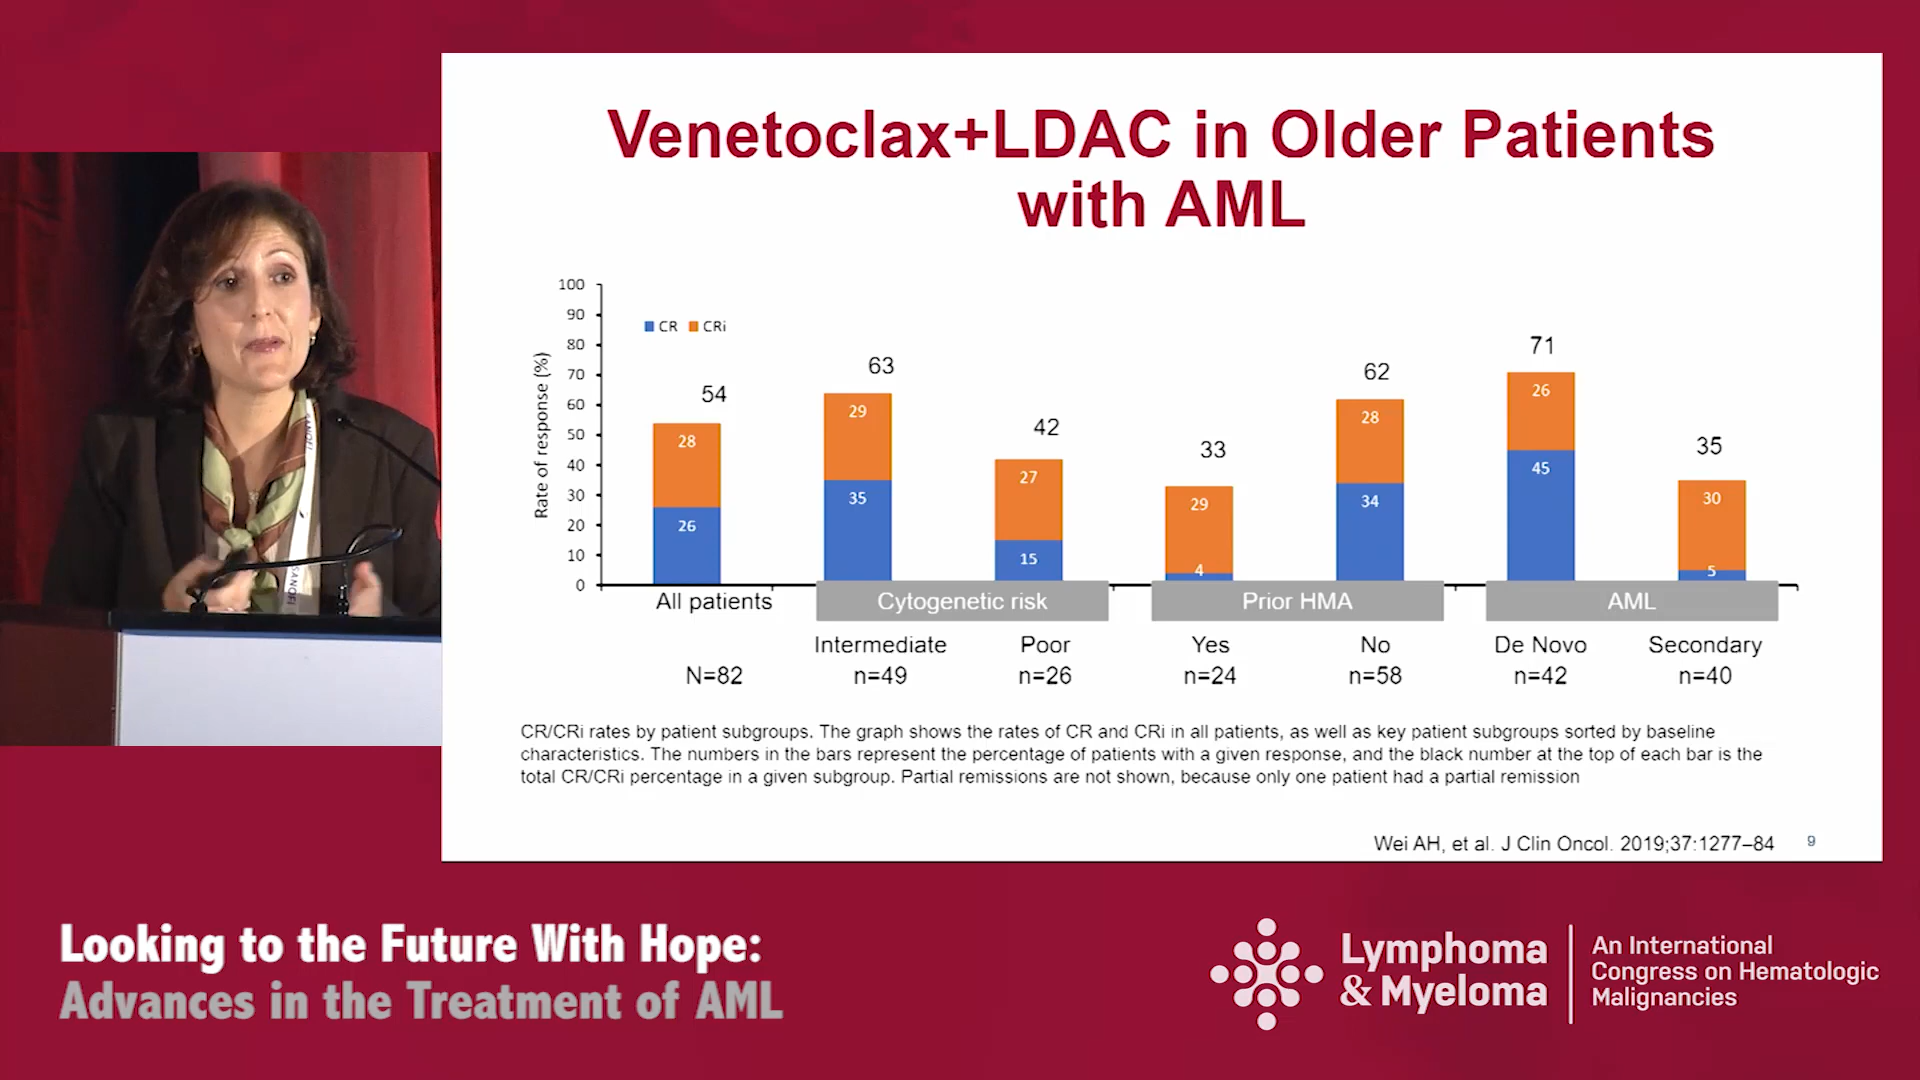 Venetoclax+LDAC in Older Patients
with AML
100
90
80
70
60
50
40
30
20
10
0
Rate of response (%)
CR CRi
54
28
26
63
29
35
42
27
15
33
29
4
62
28
34
71
26
45
35
30
5
All patients
Cytogenetic risk
Prior HMA
AML
Intermediate Poor Yes No De Novo Secondary
N=82 n=49 n=26 n=24 n=58 n=42 n=40
CR/CRi rates by patient subgroups. The graph shows the rates of CR and CRi in all patients, as well as key patient subgroups sorted by baseline
characteristics. The numbers in the bars represent the percentage of patients with a given response, and the black number at the top of each bar is the
total CR/CRi percentage in a given subgroup. Partial remissions are not shown, because only one patient had a partial remission
Wei AH, et al. J Clin Oncol. 2019;37:1277–84 9
SANOFI
SANOFI
Looking to the Future With Hope:
Advances in the Treatment of AML
Lymphoma
& Myeloma
An International
Congress on Hematologic
Malignancies